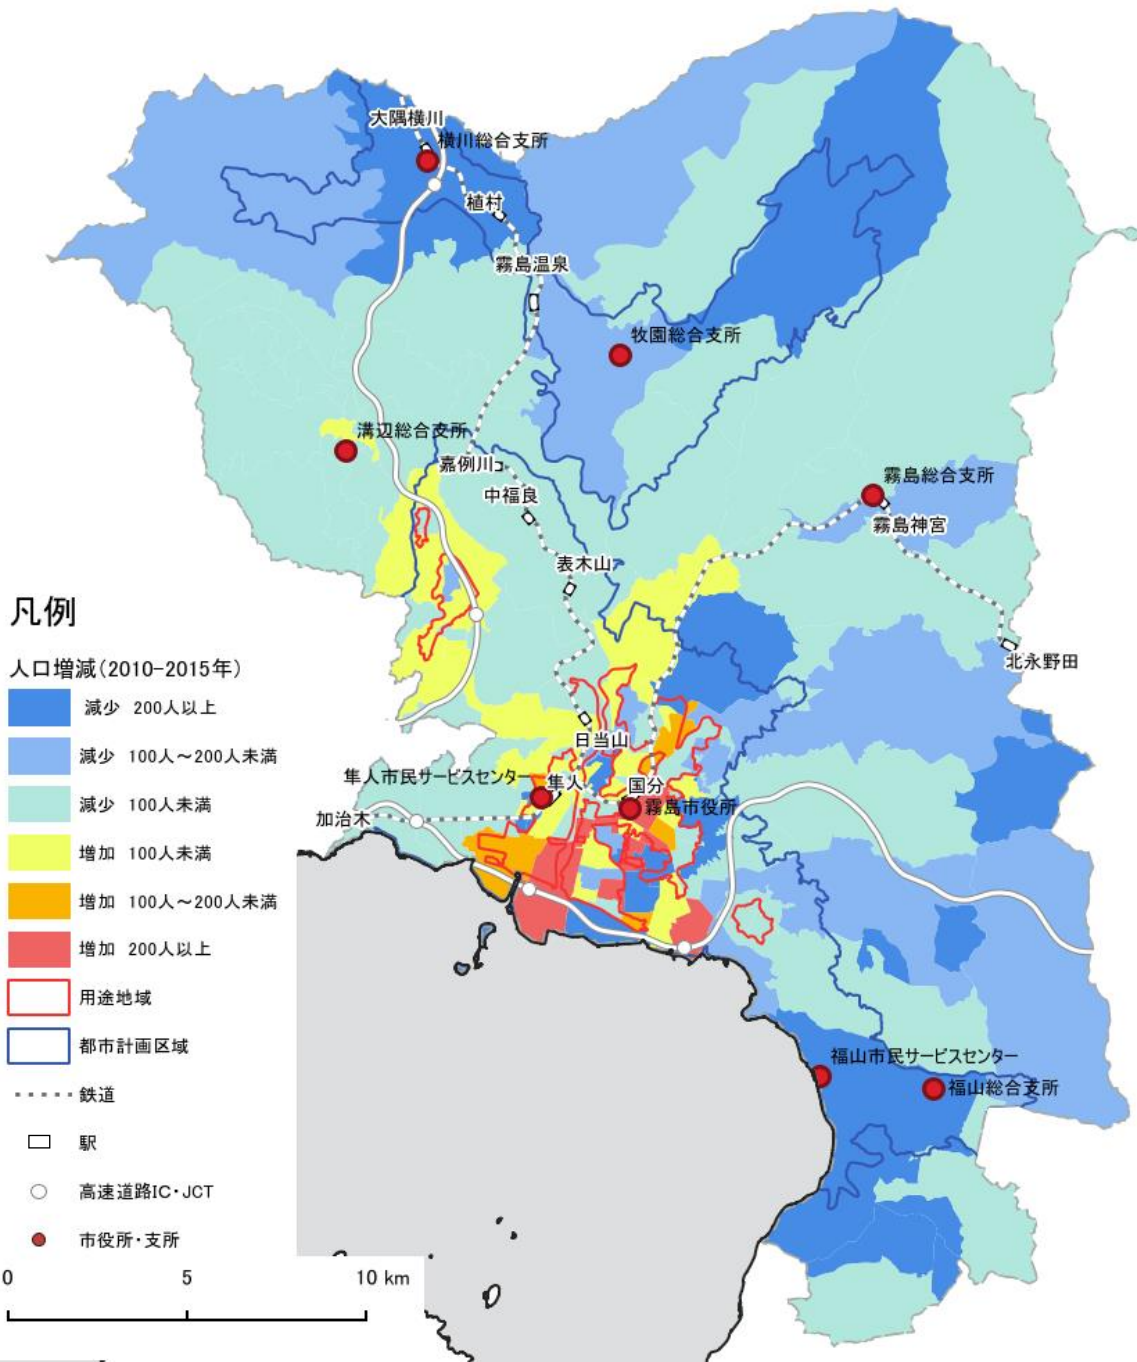 大隅横川
横川総合支所
植村
霧島温泉
牧園総合支所
溝辺総合支所
嘉例川
中福良
霧島総合支所
霧島神宮
表木山
北永野田
日当山
隼人市民サービスセンター
隼人
国分
霧島市役所
加治木
福山市民サービスセンター
福山総合支所
凡例
人口増減(2010-2015年)
減少 200人以上
減少 100人~200人未満
減少 100人未満
増加 100人未満
増加 100人~200人未満
増加 200人以上
用途地域
都市計画区域
鉄道
駅
高速道路IC・JCT
市役所・支所
0 5 10 km